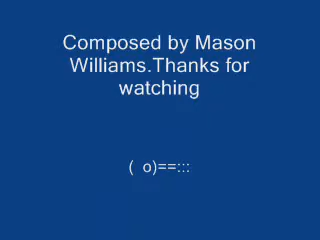 Composed by Mason
Williams.Thanks for
watching
(  o)==:::